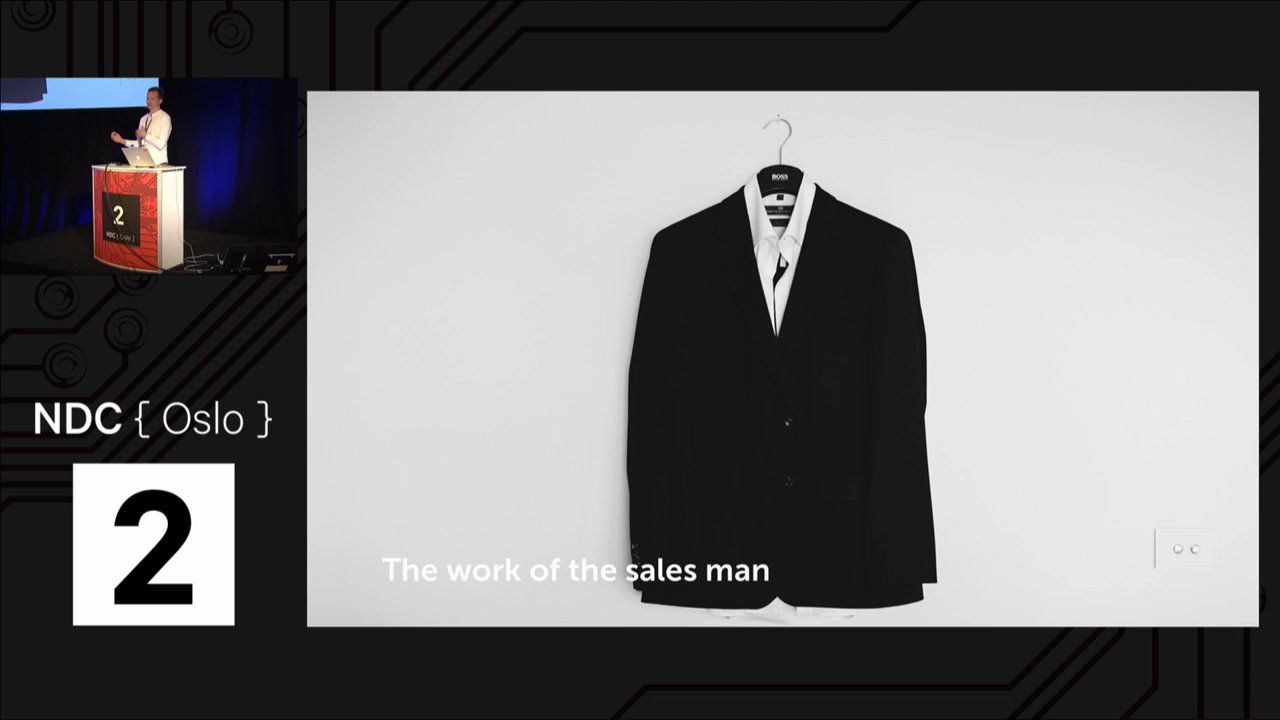 2
NDC { Oslo }
NDC { Oslo }
2
BOSS
The work of the sales man